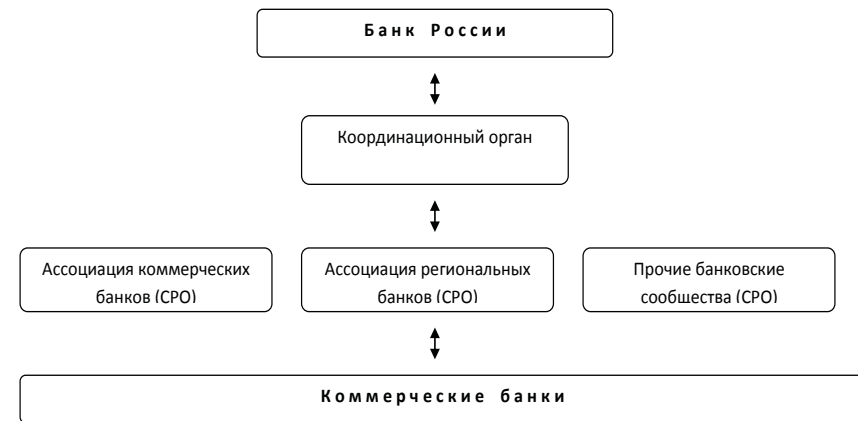 Банк России
Координационный орган
Ассоциация коммерческих
банков (СРО)
Ассоциация региональных
банков (СРО)
Прочие банковские
сообщества (СРО)
Коммерческие банки